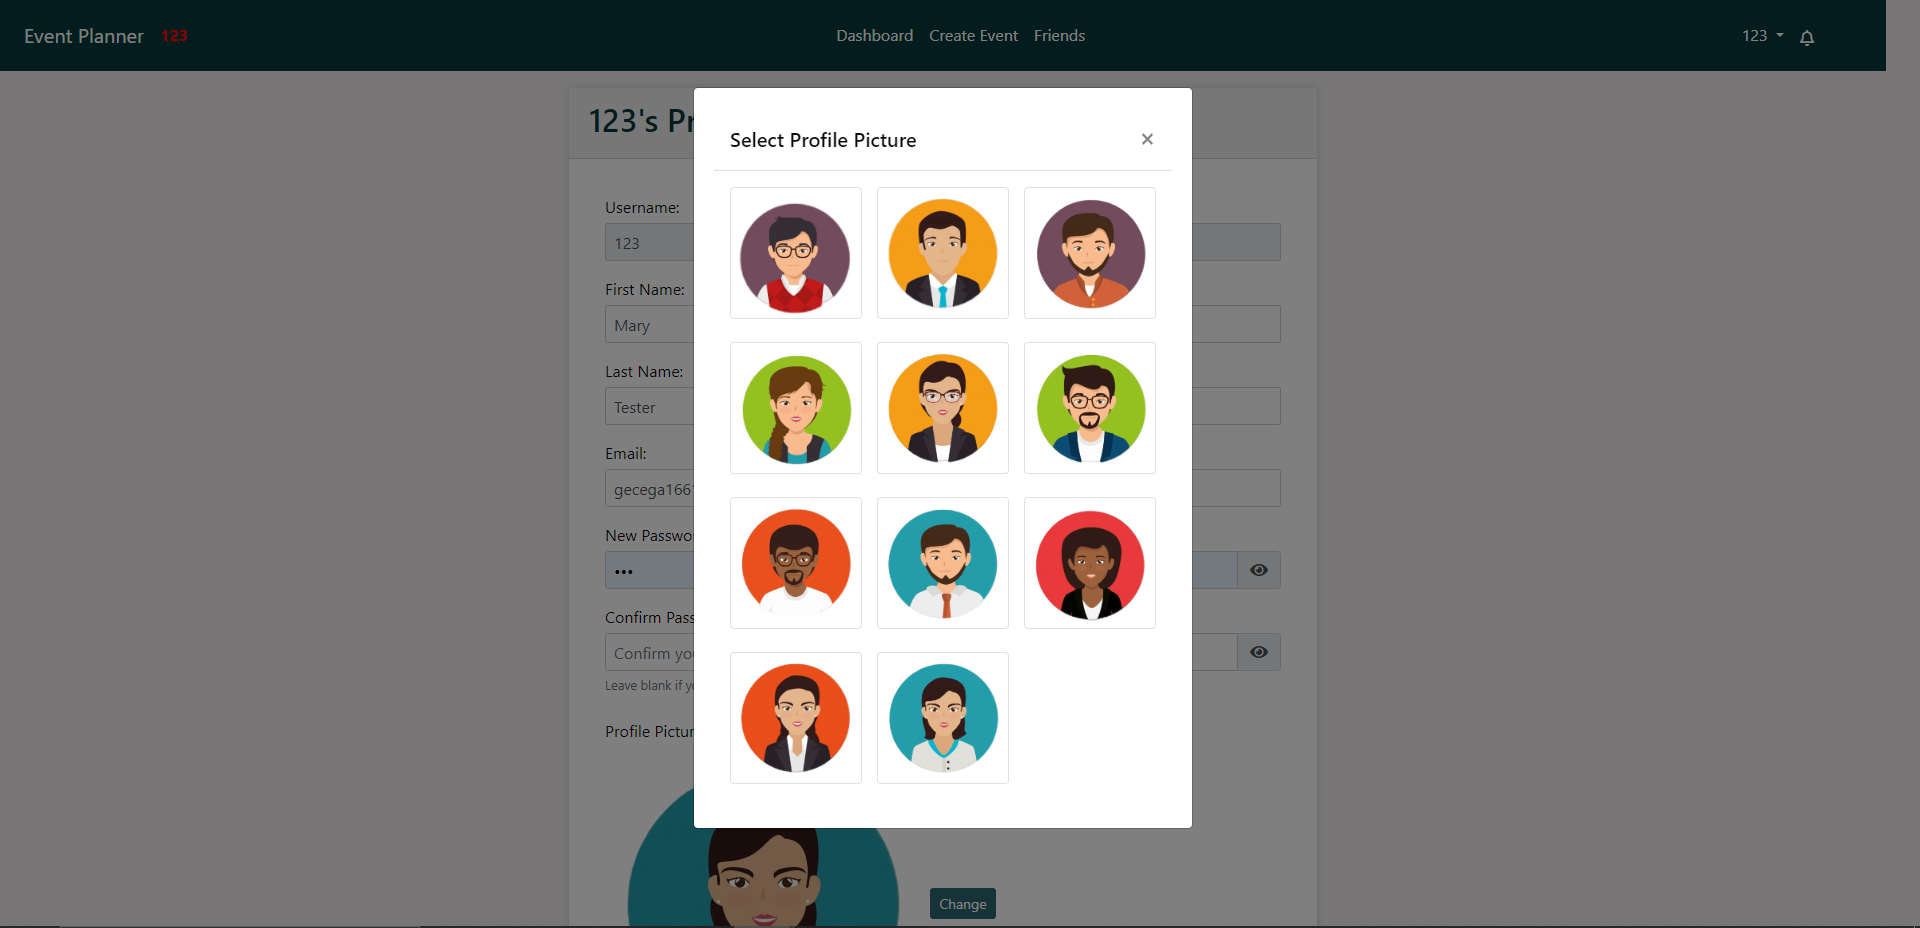 Event Planner 123 Dashboard Create Event Friends 123
123's Pr
Select Profile Picture ×
Username:
123
First Name:
Mary
Last Name:
Tester
Email:
gecega166
New Passwo
•••
Confirm Pass
Confirm yo
Leave blank if y
Profile Pictur
Change